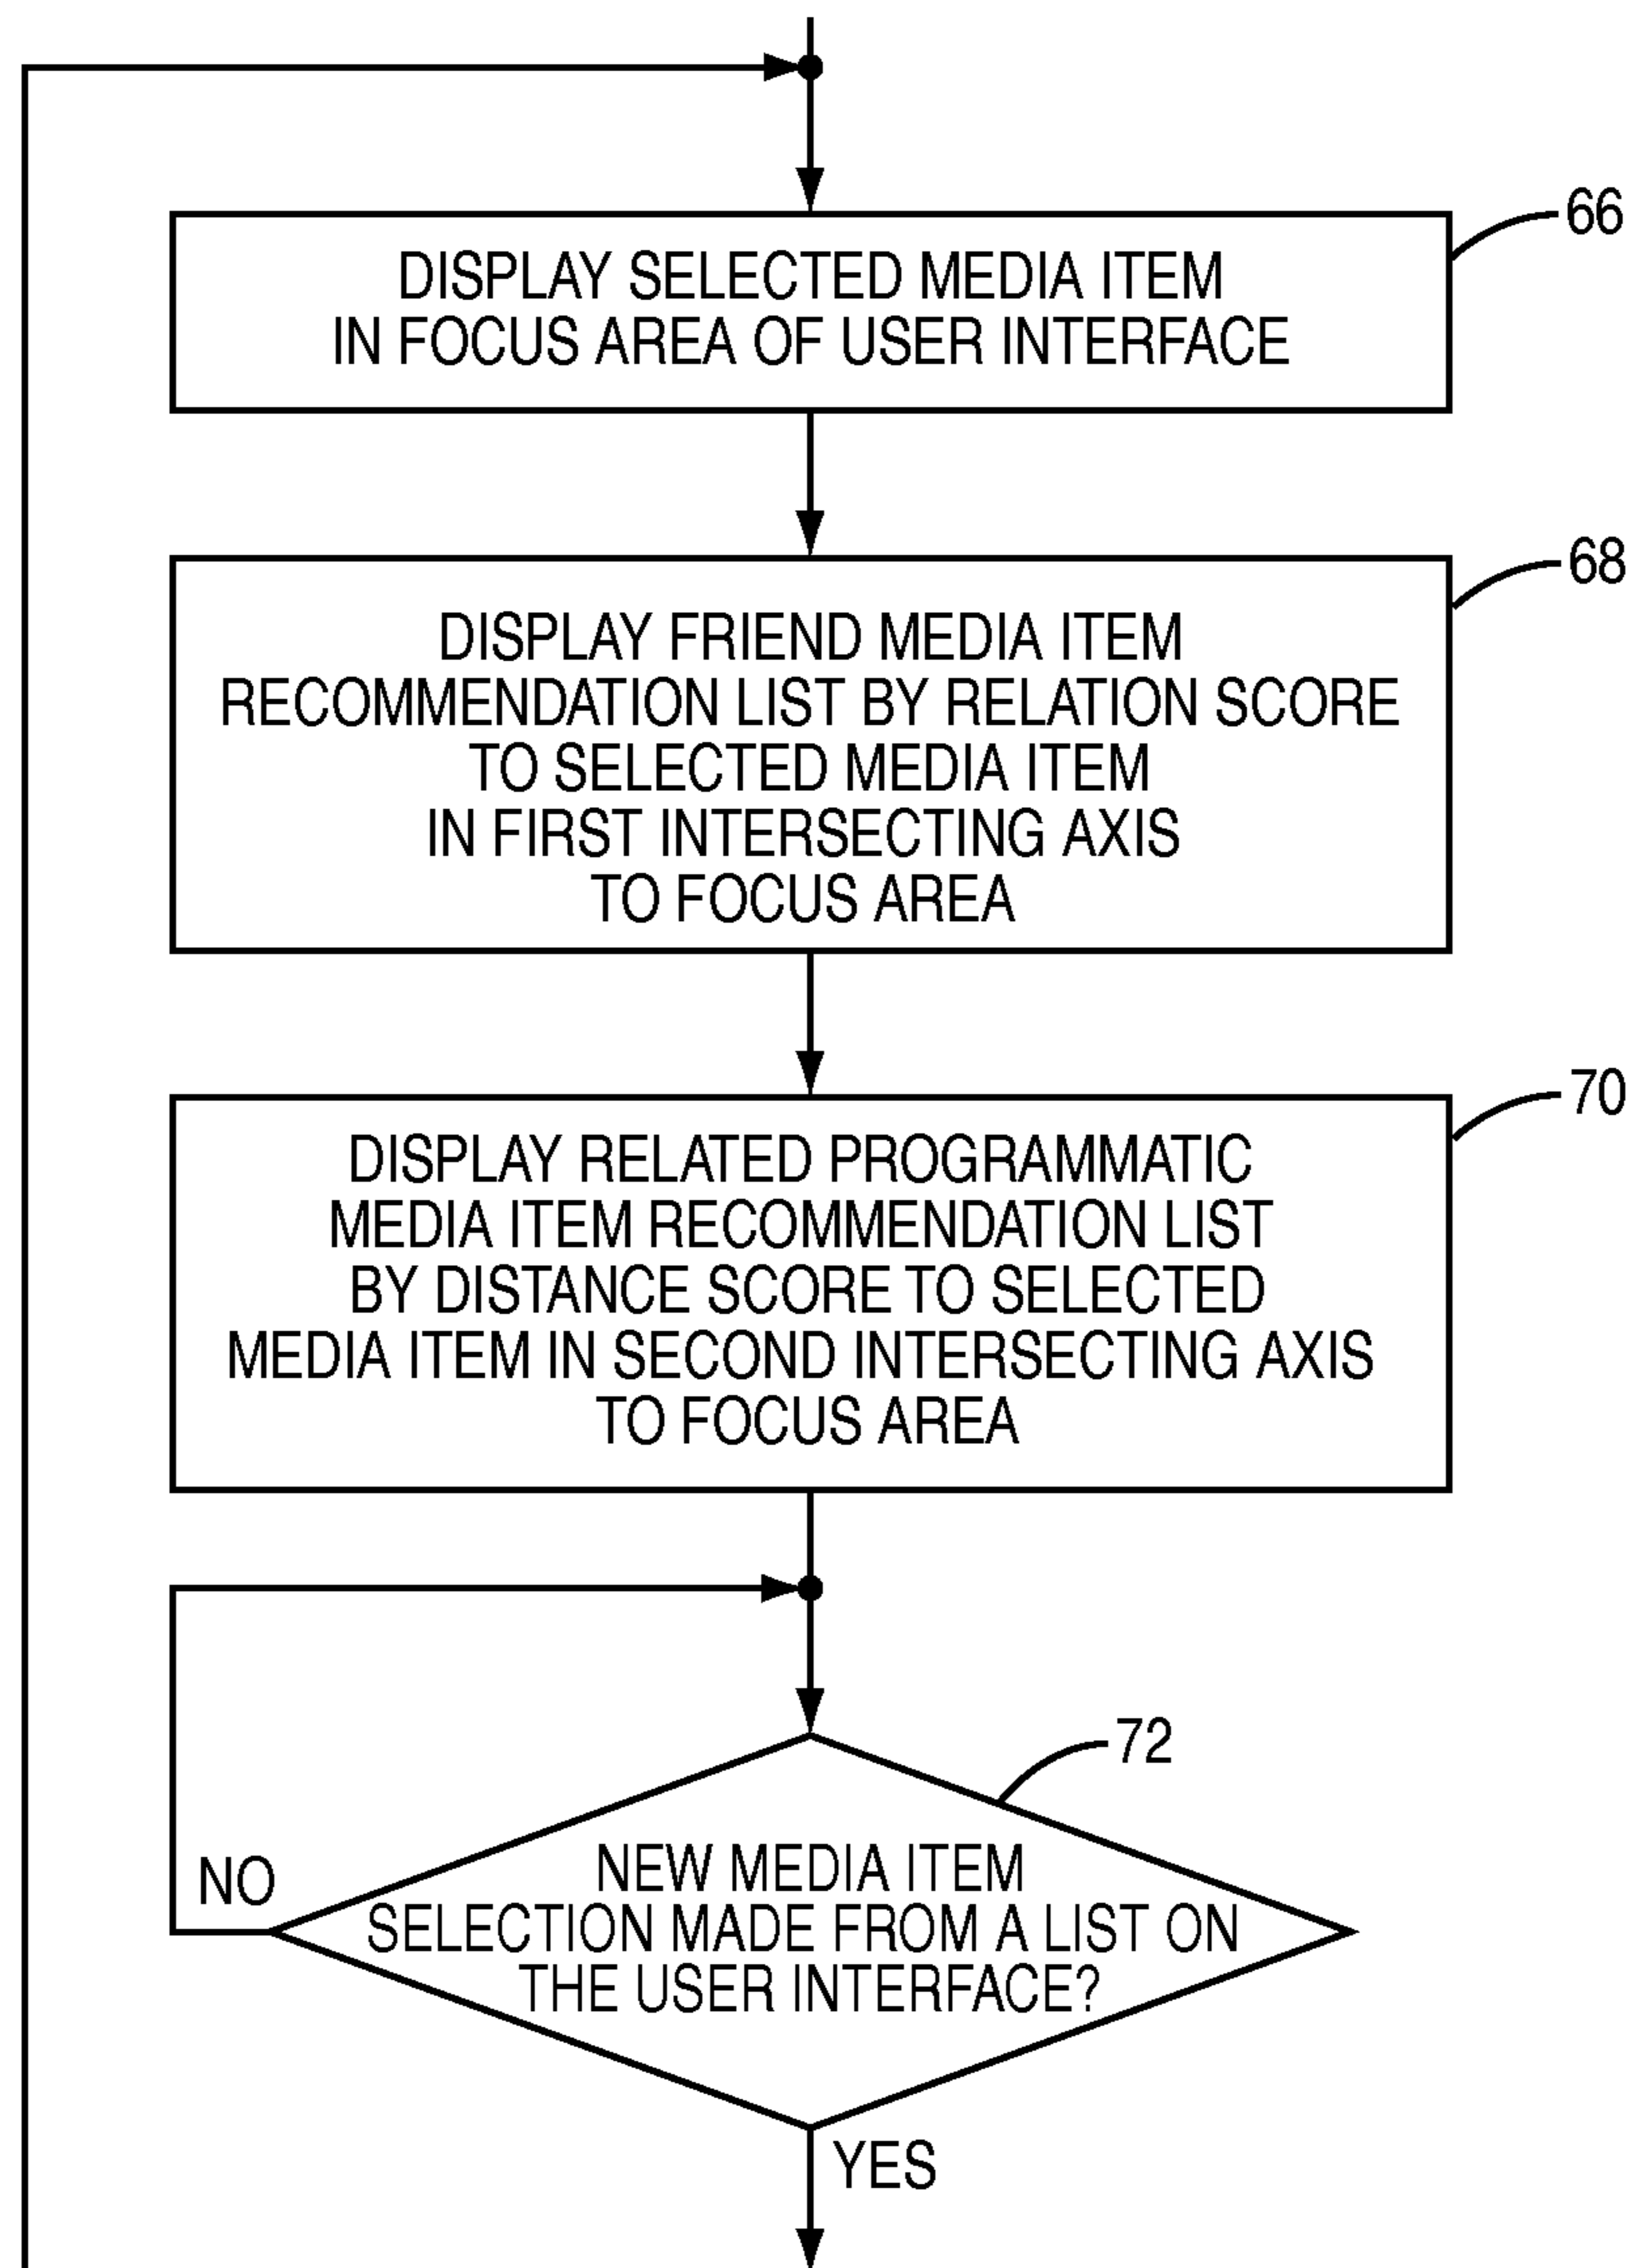 66
DISPLAY SELECTED MEDIA ITEM
IN FOCUS AREA OF USER INTERFACE
68
DISPLAY FRIEND MEDIA ITEM
RECOMMENDATION LIST BY RELATION SCORE
TO SELECTED MEDIA ITEM
IN FIRST INTERSECTING AXIS
TO FOCUS AREA
70
DISPLAY RELATED PROGRAMMATIC
MEDIA ITEM RECOMMENDATION LIST
BY DISTANCE SCORE TO SELECTED
MEDIA ITEM IN SECOND INTERSECTING AXIS
TO FOCUS AREA
72
NO
NEW MEDIA ITEM
SELECTION MADE FROM A LIST ON
THE USER INTERFACE?
YES